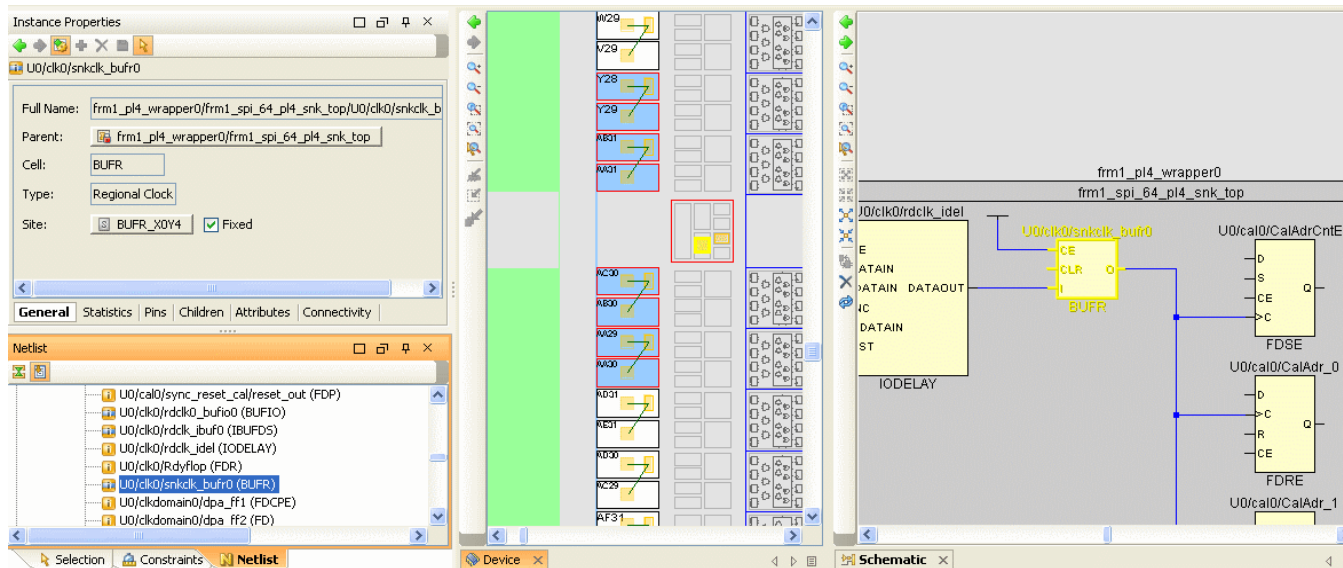 Instance Properties
U0/clk0/snkclk_bufr0
Full Name: frm1_pl4_wrapper0/frm1_spi_64_pl4_snk_top/U0/clk0/snkclk_b
Parent: frm1_pl4_wrapper0/frm1_spi_64_pl4_snk_top
Cell: BUFR
Type: Regional Clock
Site: BUFR_X0Y4 Fixed
General Statistics Pins Children Attributes Connectivity
Netlist
U0/cal0/sync_reset_cal/reset_out (FDP)
U0/clk0/rdclk0_bufio0 (BUFIO)
U0/clk0/rdclk_ibuf0 (IBUFDS)
U0/clk0/rdclk_idel (IODELAY)
U0/clk0/Rdyflop (FDR)
U0/clk0/snkclk_bufr0 (BUFR)
U0/clkdomain0/dpa_ff1 (FDCPE)
U0/clkdomain0/dpa_ff2 (FD)
Selection Constraints Netlist
W29
V29
Y28
Y29
AB31
AA31
AC30
AB30
AA29
AA30
AD31
AE31
AD30
AC29
AF31
Device
frm1_pl4_wrapper0
frm1_spi_64_pl4_snk_top
J0/clk0/rdclk_idel
E
ATAIN
DATAIN DATAOUT
NC
DATAIN
ST
IODELAY
U0/clk0/snkclk_bufr0
CE
CLR O
I
BUFR
U0/cal0/CalAdrCntE
D
S
Q
CE
C
FDSE
U0/cal0/CalAdr_0
D
C
Q
R
CE
FDRE
U0/cal0/CalAdr_1
Schematic